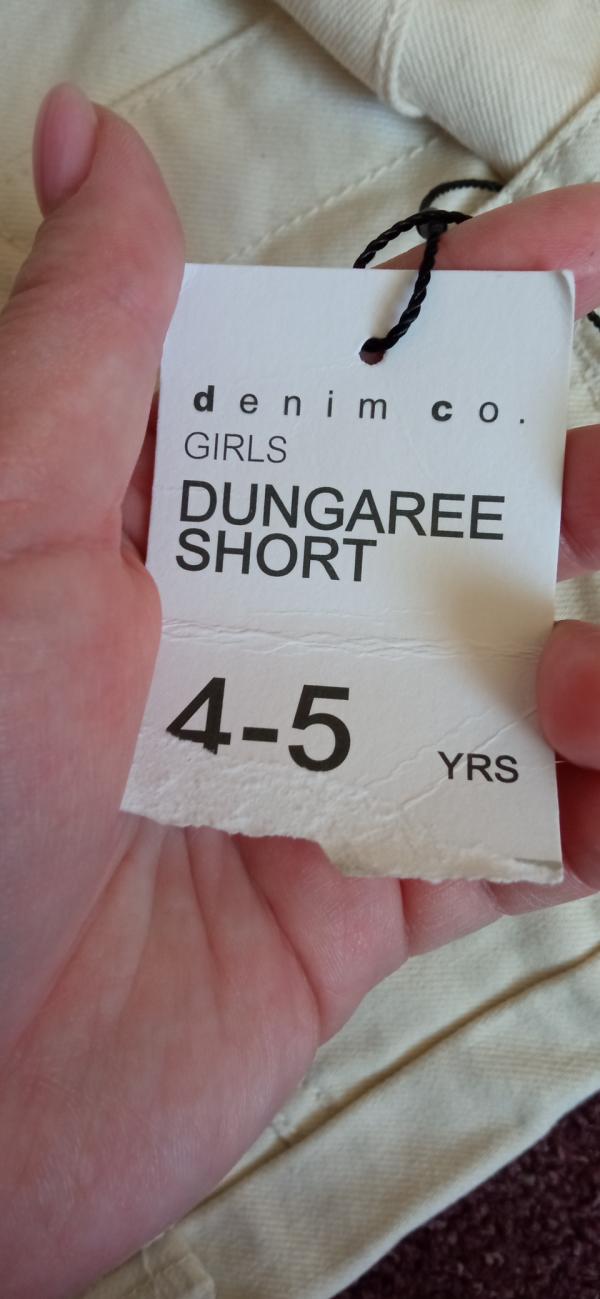 denim co.
GIRLS
DUNGAREE
SHORT
4-5
YRS